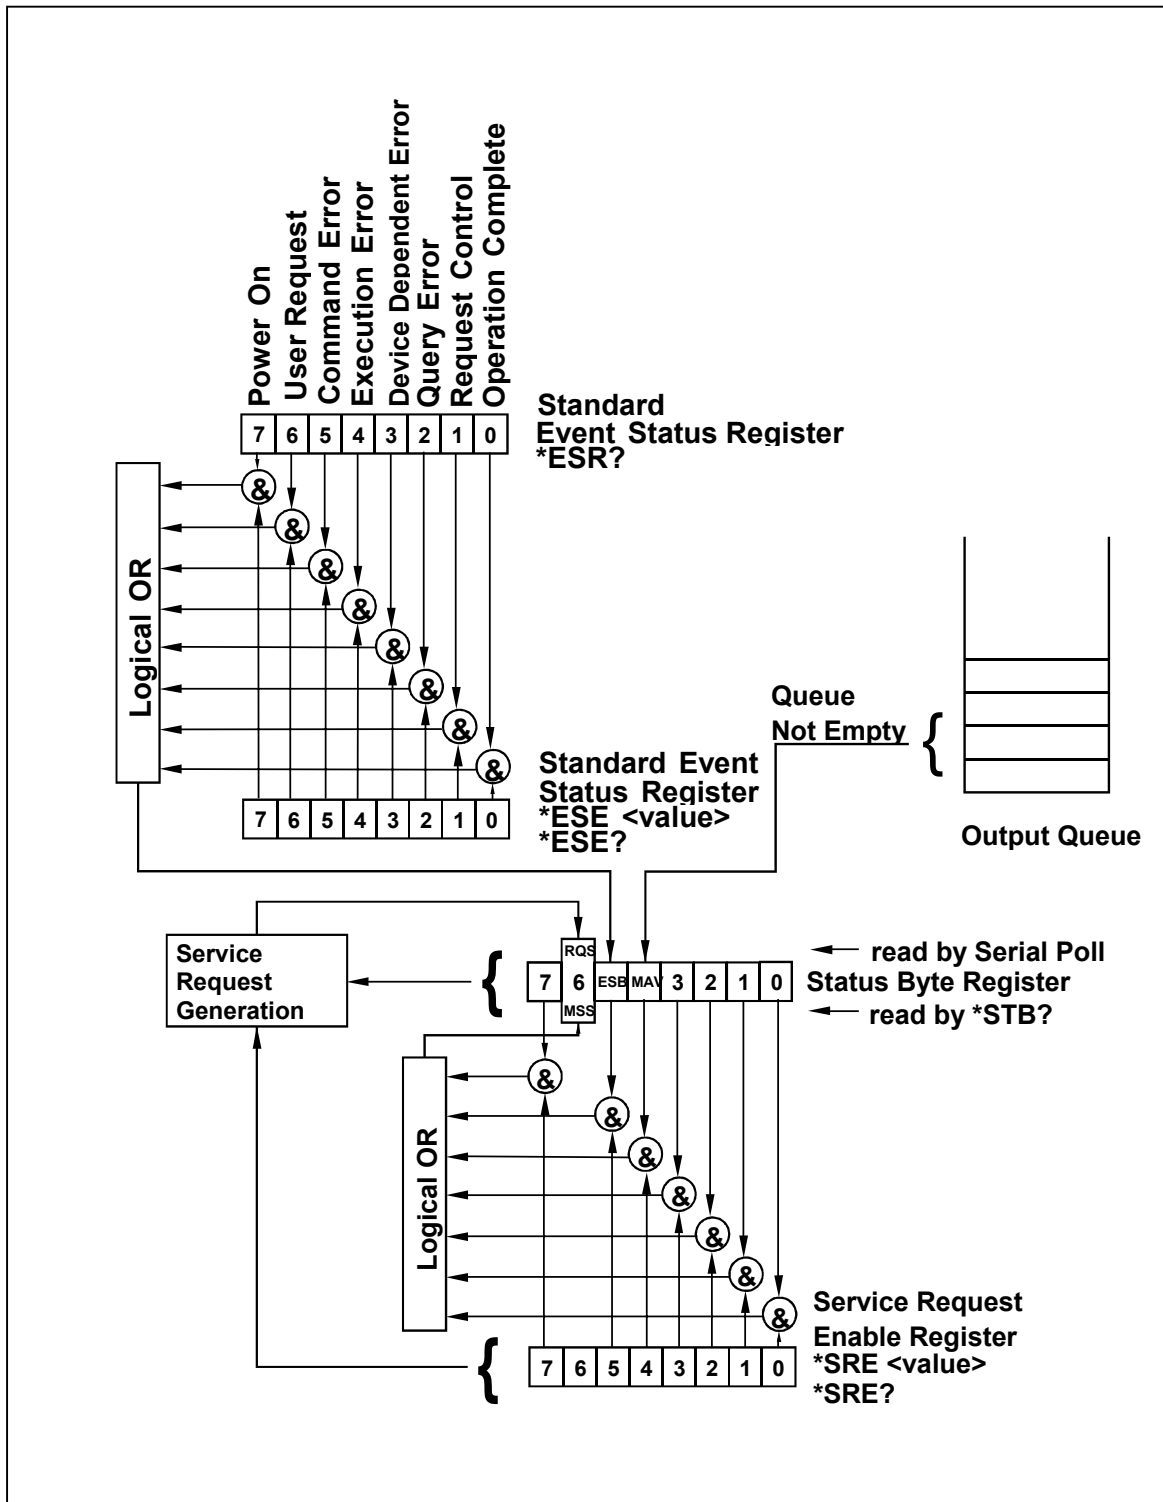 Power On
User Request
Command Error
Execution Error
Device Dependent Error
Query Error
Request Control
Operation Complete
7 6 5 4 3 2 1 0
Standard
Event Status Register
*ESR?
&
&
&
&
&
&
&
&
Logical OR
Queue
Not Empty
{
Output Queue
Standard Event
Status Register
*ESE <value>
*ESE?
7 6 5 4 3 2 1 0
Service
Request
Generation
{
RQS
7 6 ESB MAV 3 2 1 0
MSS
read by Serial Poll
Status Byte Register
read by *STB?
&
&
&
&
&
&
&
Logical OR
Service Request
Enable Register
*SRE <value>
*SRE?
{
7 6 5 4 3 2 1 0